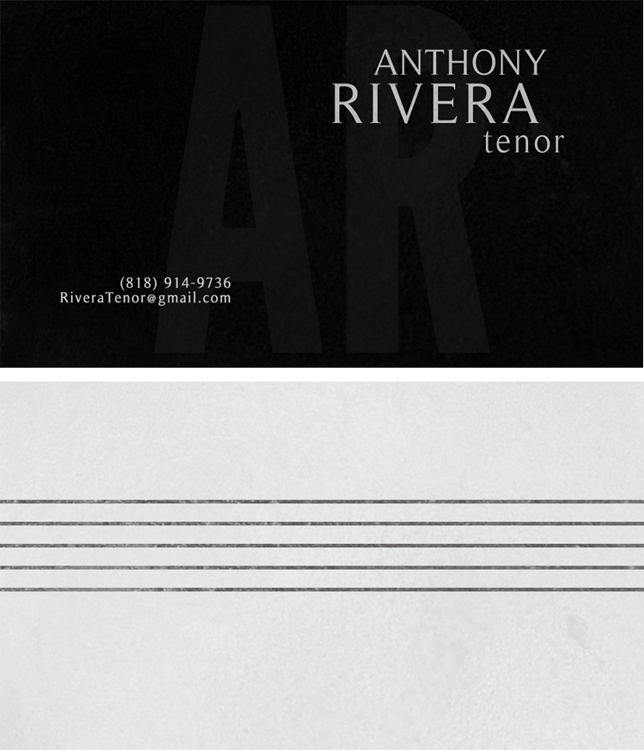 AR
ANTHONY
RIVERA
tenor
(818) 914-9736
RiveraTenor@gmail.com